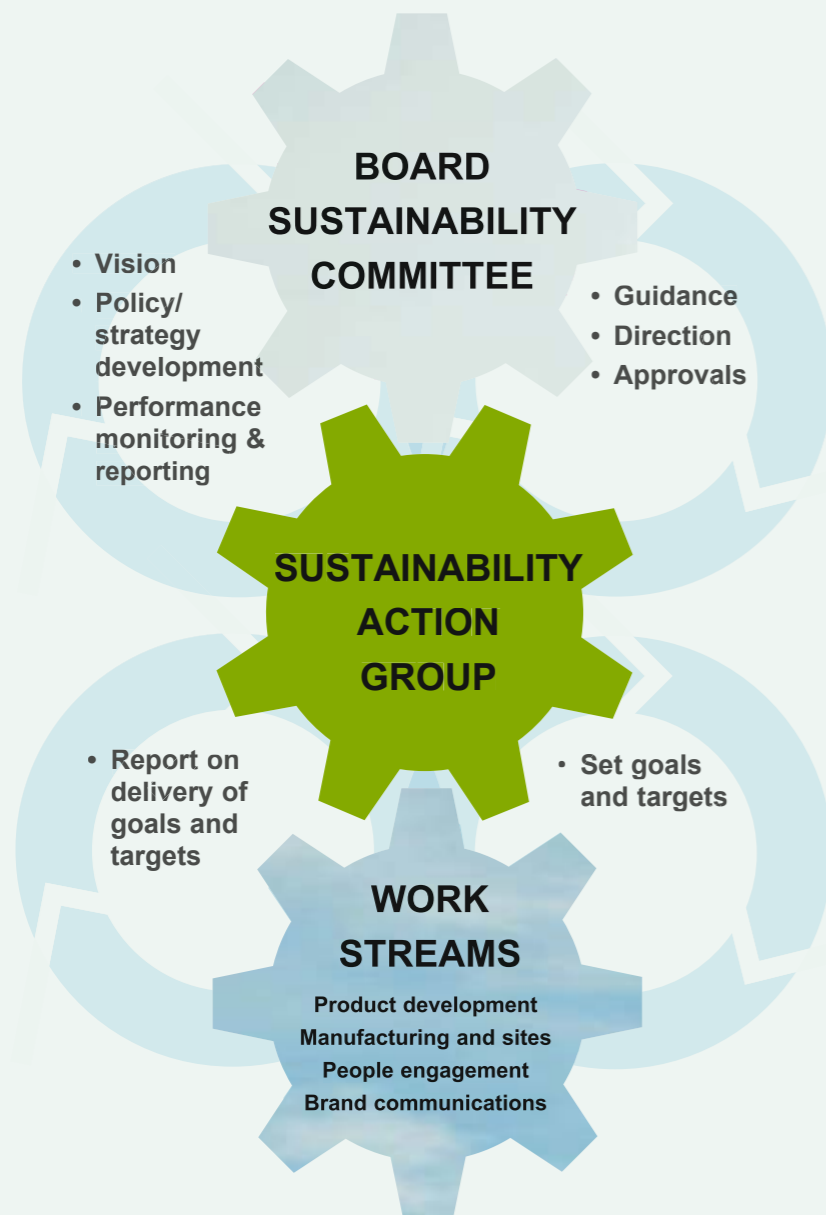 BOARD
SUSTAINABILITY
COMMITTEE
• Vision
• Policy/
strategy
development
• Performance
monitoring &
reporting
• Guidance
• Direction
• Approvals
SUSTAINABILITY
ACTION
GROUP
• Report on
delivery of
goals and
targets
• Set goals
and targets
WORK
STREAMS
Product development
Manufacturing and sites
People engagement
Brand communications